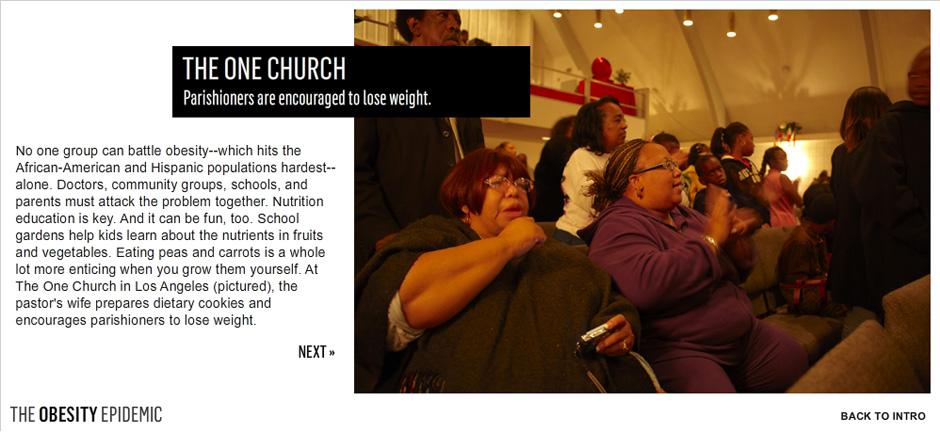 THE ONE CHURCH
Parishioners are encouraged to lose weight.
No one group can battle obesity--which hits the
African-American and Hispanic populations hardest--
alone. Doctors, community groups, schools, and
parents must attack the problem together. Nutrition
education is key. And it can be fun, too. School
gardens help kids learn about the nutrients in fruits
and vegetables. Eating peas and carrots is a whole
lot more enticing when you grow them yourself. At
The One Church in Los Angeles (pictured), the
pastor's wife prepares dietary cookies and
encourages parishioners to lose weight.
NEXT »
THE OBESITY EPIDEMIC
BACK TO INTRO